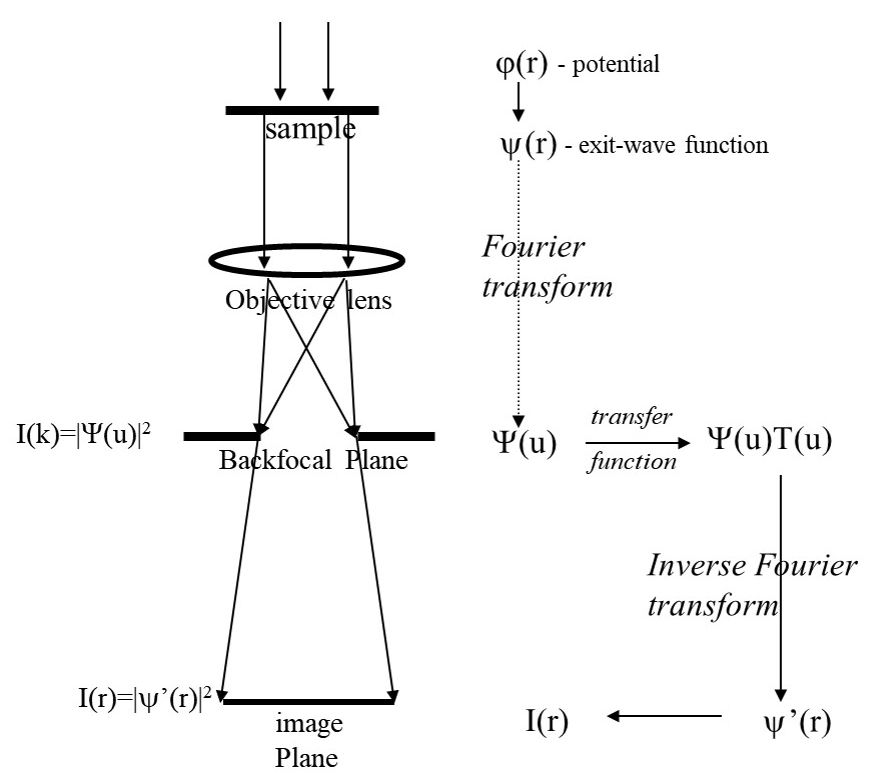 φ(r) - potential
sample
ψ(r) - exit-wave function
Fourier
transform
Objective lens
I(k)=|Ψ(u)|²
Backfocal Plane
Ψ(u)
transfer
function
Ψ(u)T(u)
Inverse Fourier
transform
I(r)=|ψ’(r)|²
image
Plane
I(r)
ψ’(r)